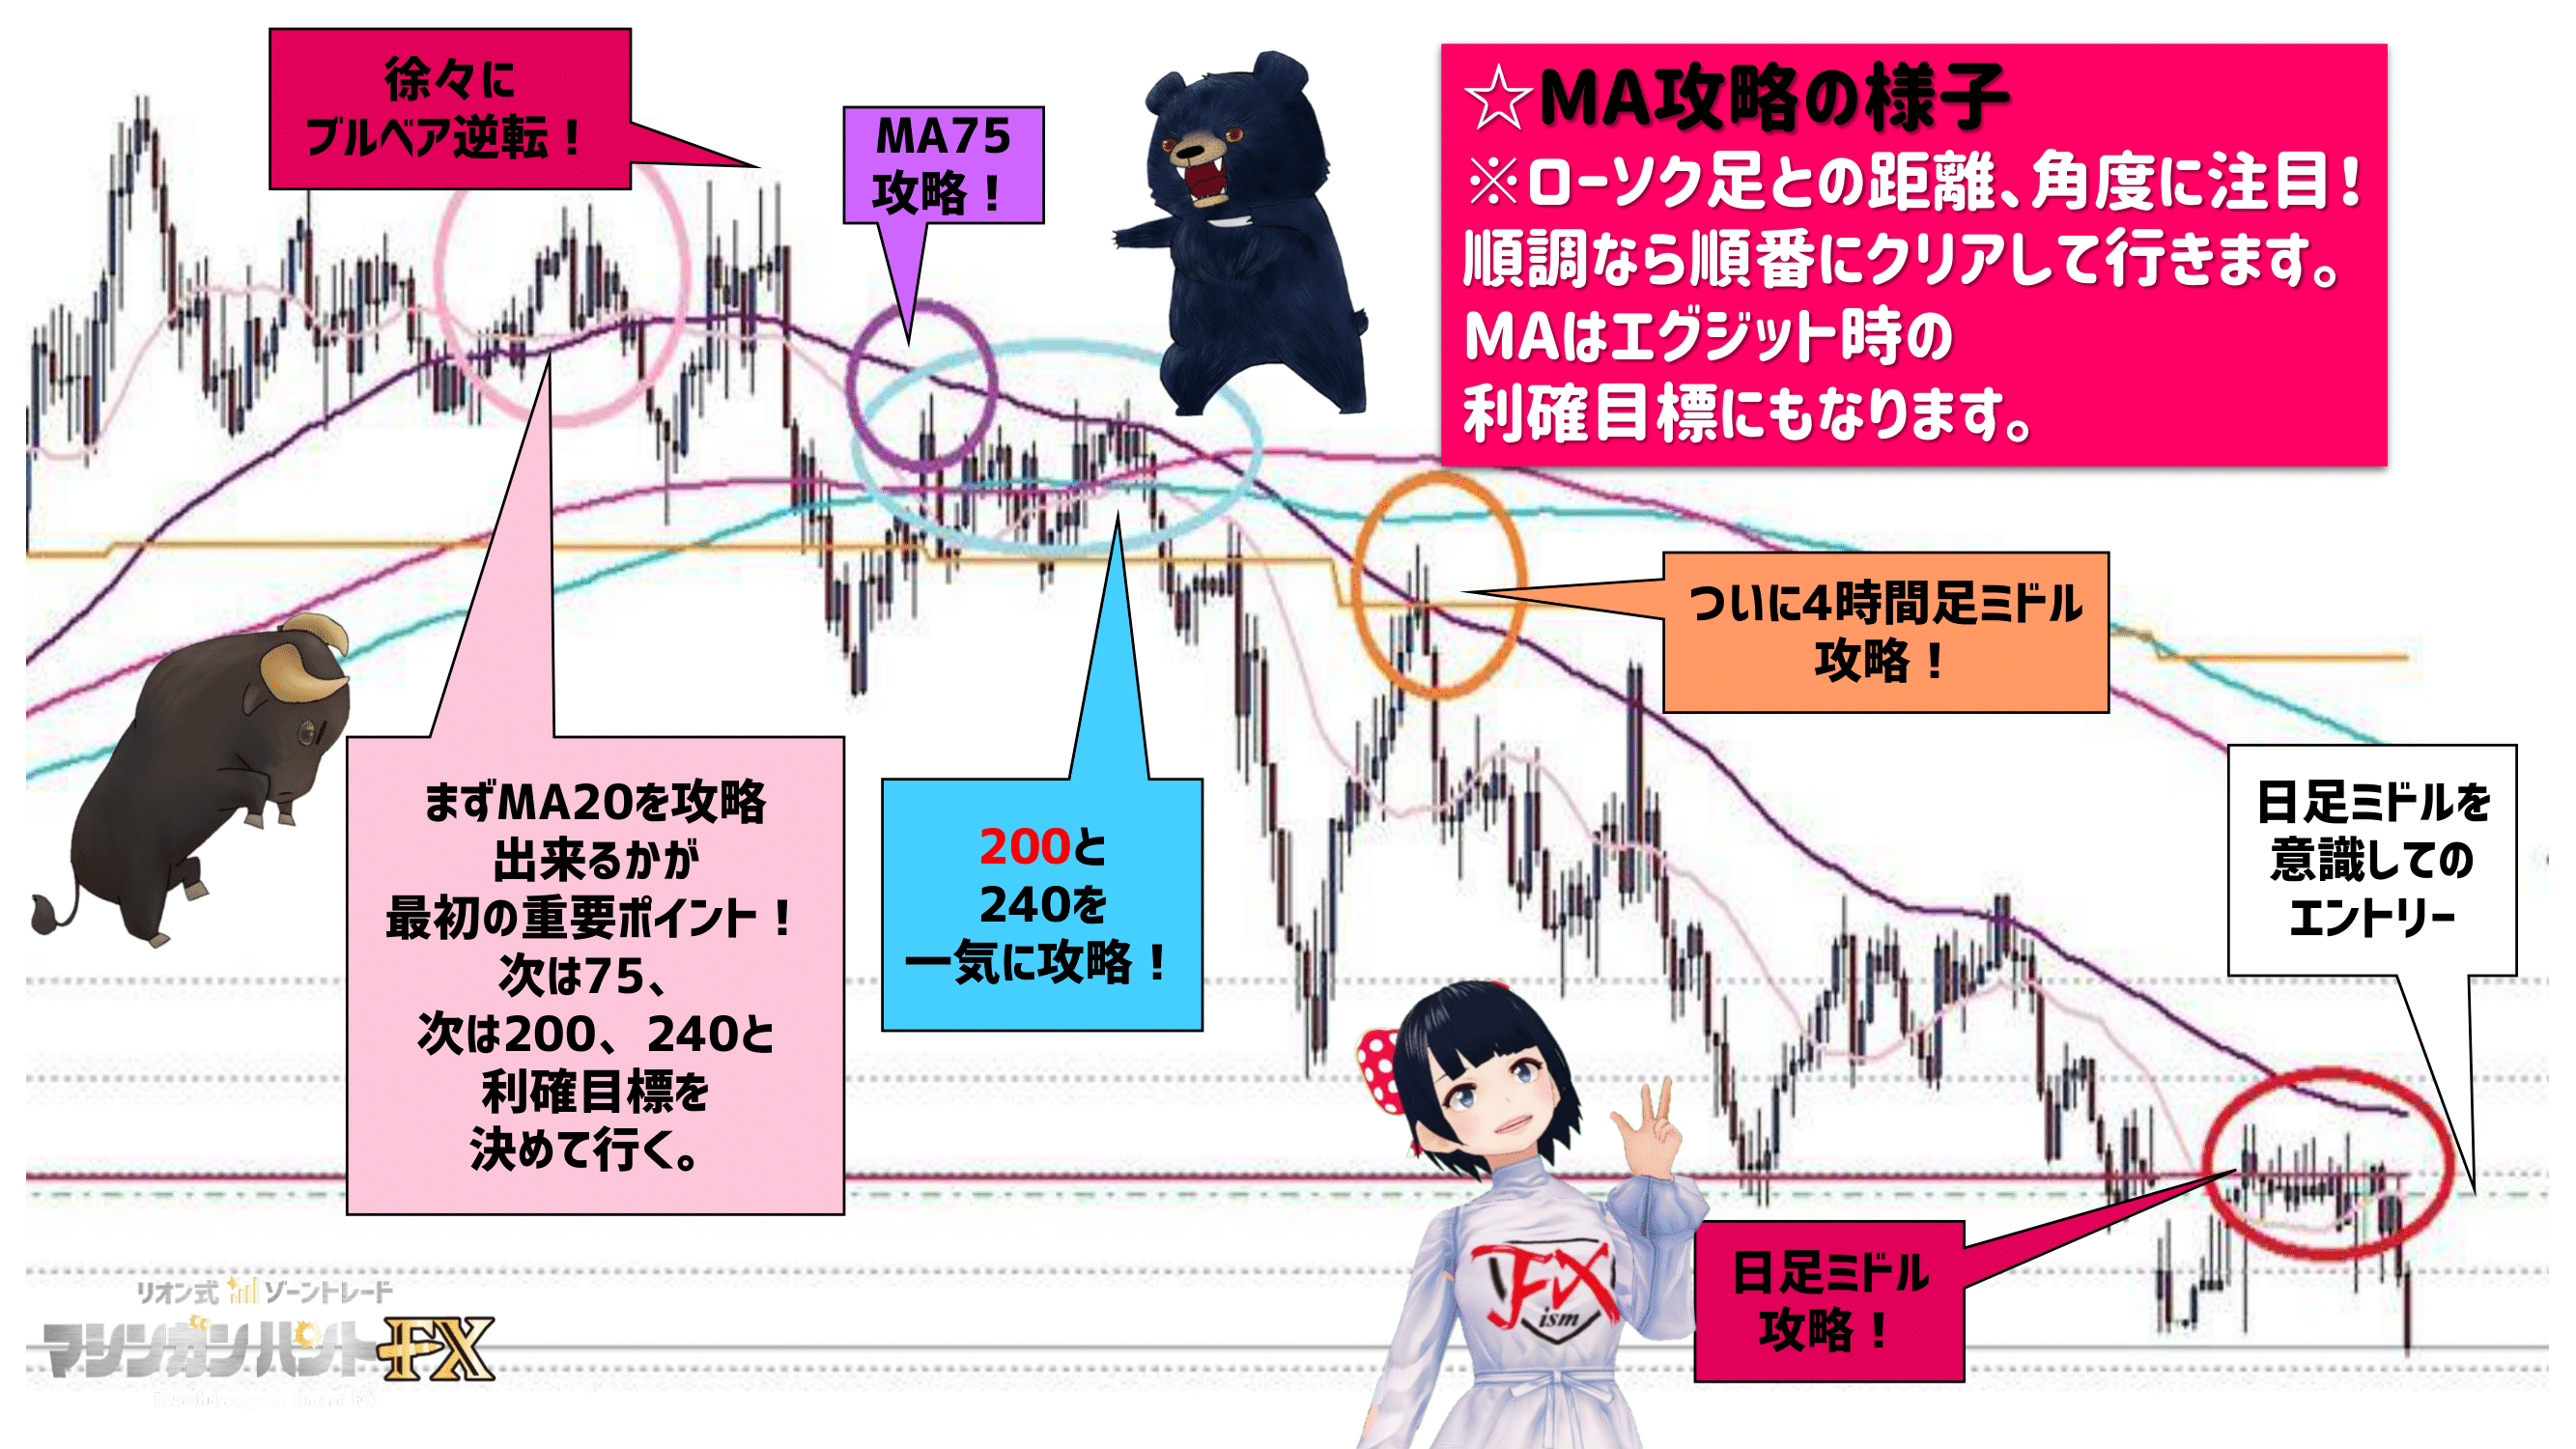 徐々に
ブルベア逆転！
MA75
攻略！
☆MA攻略の様子
※ローソク足との距離、角度に注目！
順調なら順番にクリアして行きます。
MAはエグジット時の
利確目標にもなります。
ついに4時間足ミドル
攻略！
まずMA20を攻略
出来るかが
最初の重要ポイント！
次は75、
次は200、240と
利確目標を
決めて行く。
200と
240を
一気に攻略！
日足ミドルを
意識しての
エントリー
日足ミドル
攻略！
FX
ism
リオン式 ゾーントレード
マシンガンハントFX